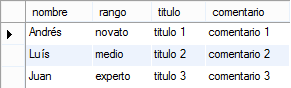 nombre rango titulo comentario
Andrés novato titulo 1 comentario 1
Luís medio titulo 2 comentario 2
Juan experto titulo 3 comentario 3